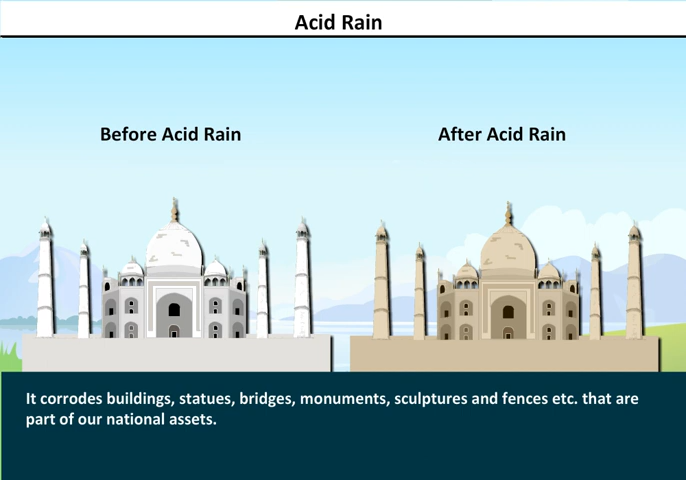 Acid Rain
Before Acid Rain
After Acid Rain
It corrodes buildings, statues, bridges, monuments, sculptures and fences etc. that are
part of our national assets.